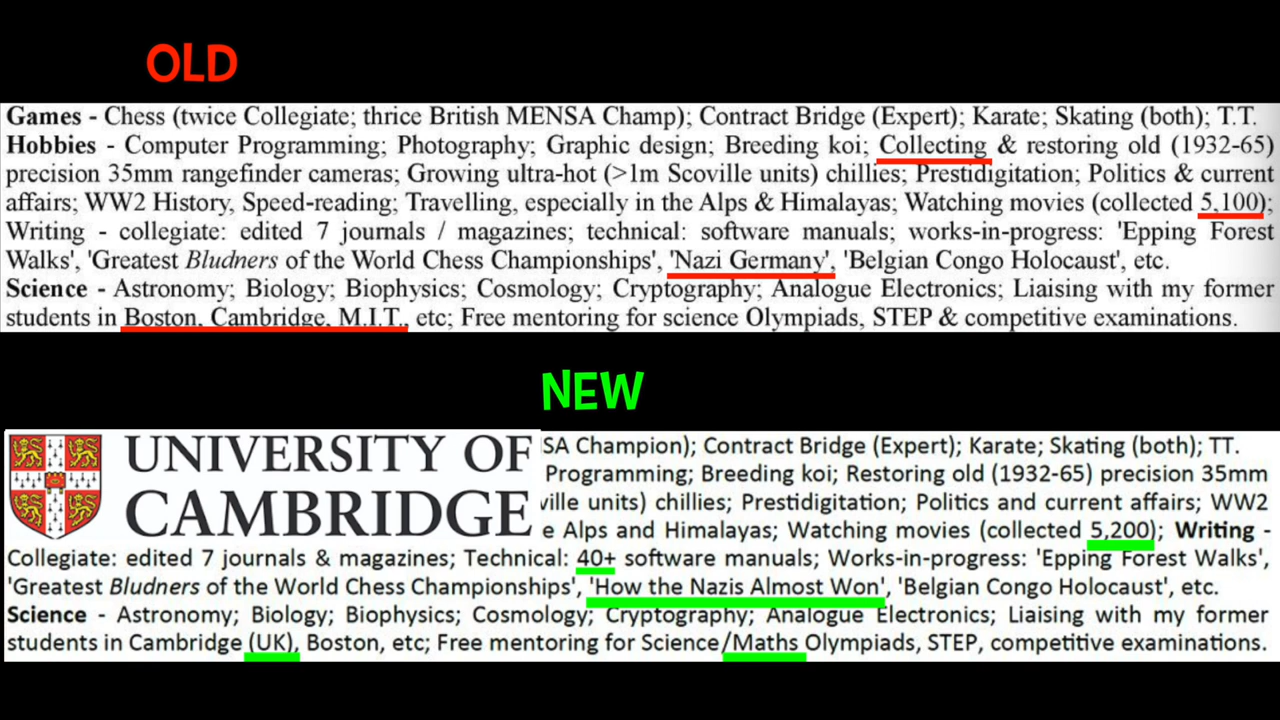 OLD
Games - Chess (twice Collegiate; thrice British MENSA Champ); Contract Bridge (Expert); Karate; Skating (both); T.T.
Hobbies - Computer Programming; Photography; Graphic design; Breeding koi; Collecting & restoring old (1932-65)
precision 35mm rangefinder cameras; Growing ultra-hot (>1m Scoville units) chillies; Prestidigitation; Politics & current
affairs; WW2 History, Speed-reading; Travelling, especially in the Alps & Himalayas; Watching movies (collected 5,100);
Writing - collegiate: edited 7 journals / magazines; technical: software manuals; works-in-progress: 'Epping Forest
Walks', 'Greatest Bludners of the World Chess Championships', 'Nazi Germany', 'Belgian Congo Holocaust', etc.
Science - Astronomy; Biology; Biophysics; Cosmology; Cryptography; Analogue Electronics; Liaising with my former
students in Boston, Cambridge, M.I.T., etc; Free mentoring for science Olympiads, STEP & competitive examinations.
NEW
UNIVERSITY OF
CAMBRIDGE
SA Champion); Contract Bridge (Expert); Karate; Skating (both); TT.
Programming; Breeding koi; Restoring old (1932-65) precision 35mm
ville units) chillies; Prestidigitation; Politics and current affairs; WW2
e Alps and Himalayas; Watching movies (collected 5,200); Writing -
Collegiate: edited 7 journals & magazines; Technical: 40+ software manuals; Works-in-progress: 'Epping Forest Walks',
'Greatest Bludners of the World Chess Championships', 'How the Nazis Almost Won', 'Belgian Congo Holocaust', etc.
Science - Astronomy; Biology; Biophysics; Cosmology; Cryptography; Analogue Electronics; Liaising with my former
students in Cambridge (UK), Boston, etc; Free mentoring for Science/Maths Olympiads, STEP, competitive examinations.